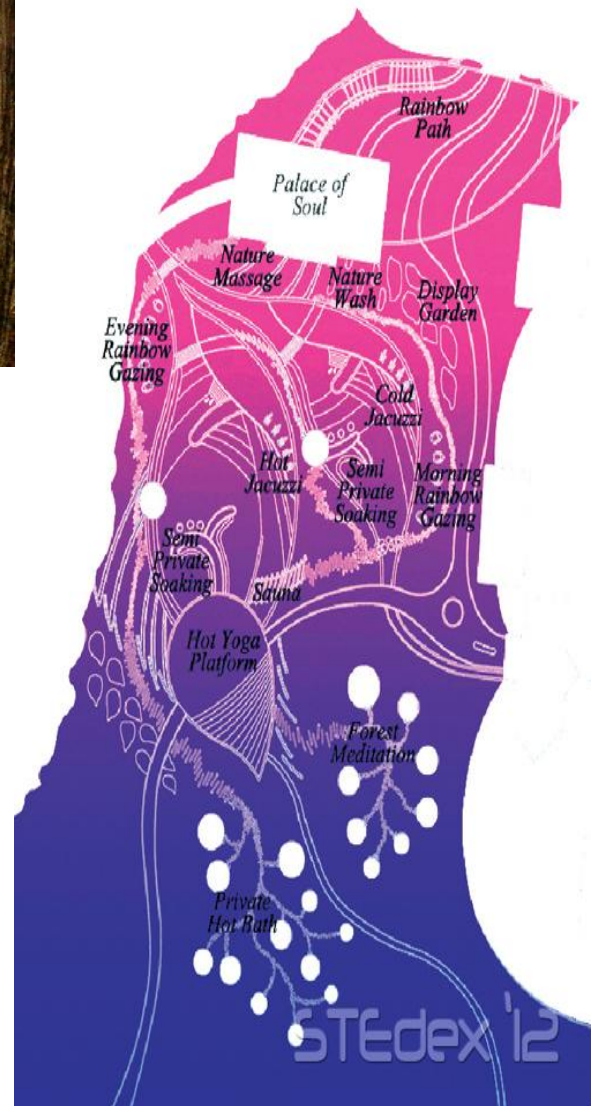 Rainbow
Path
Palace of
Soul
Nature
Massage
Nature
Wash
Display
Garden
Evening
Rainbow
Gazing
Cold
Jacuzzi
Hot
Jacuzzi
Semi
Private
Soaking
Morning
Rainbow
Gazing
Semi
Private
Soaking
Sauna
Hot Yoga
Platform
Forest
Meditation
Private
Hot Bath
STEdex '12